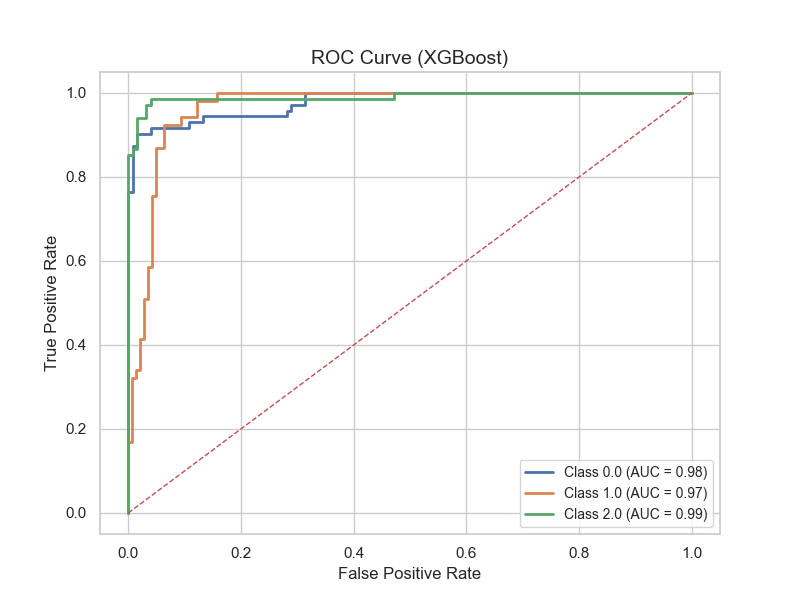 ROC Curve (XGBoost)
True Positive Rate
1.0
0.8
0.6
0.4
0.2
0.0
0.0 0.2 0.4 0.6 0.8 1.0
False Positive Rate
Class 0.0 (AUC = 0.98)
Class 1.0 (AUC = 0.97)
Class 2.0 (AUC = 0.99)